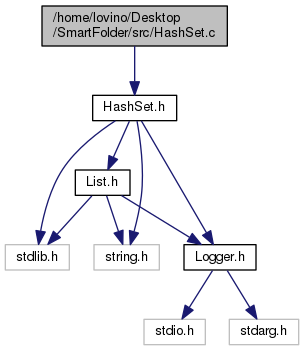 /home/lovino/Desktop
/SmartFolder/src/HashSet.c
HashSet.h
List.h
stdlib.h
string.h
Logger.h
stdio.h
stdarg.h